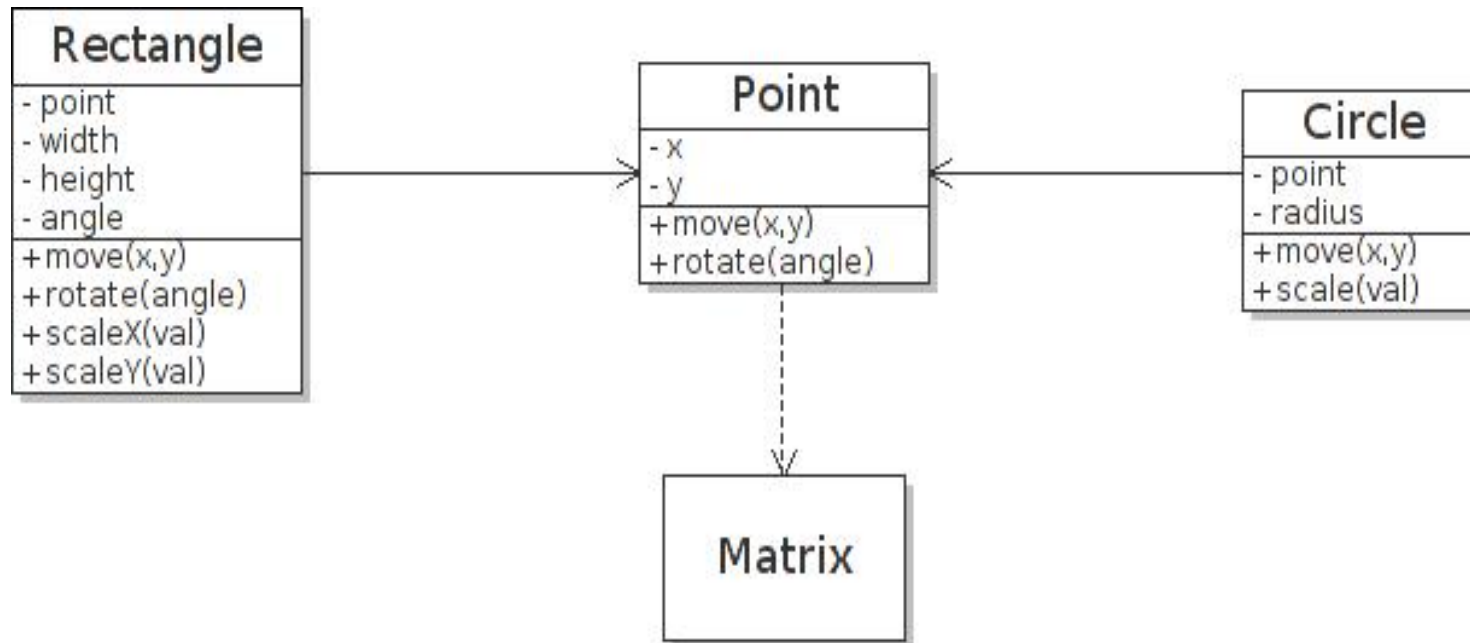 Rectangle
- point
- width
- height
- angle
+move(x,y)
+rotate(angle)
+scaleX(val)
+scaleY(val)
Point
- x
- y
+move(x,y)
+rotate(angle)
Circle
- point
- radius
+move(x,y)
+scale(val)
Matrix